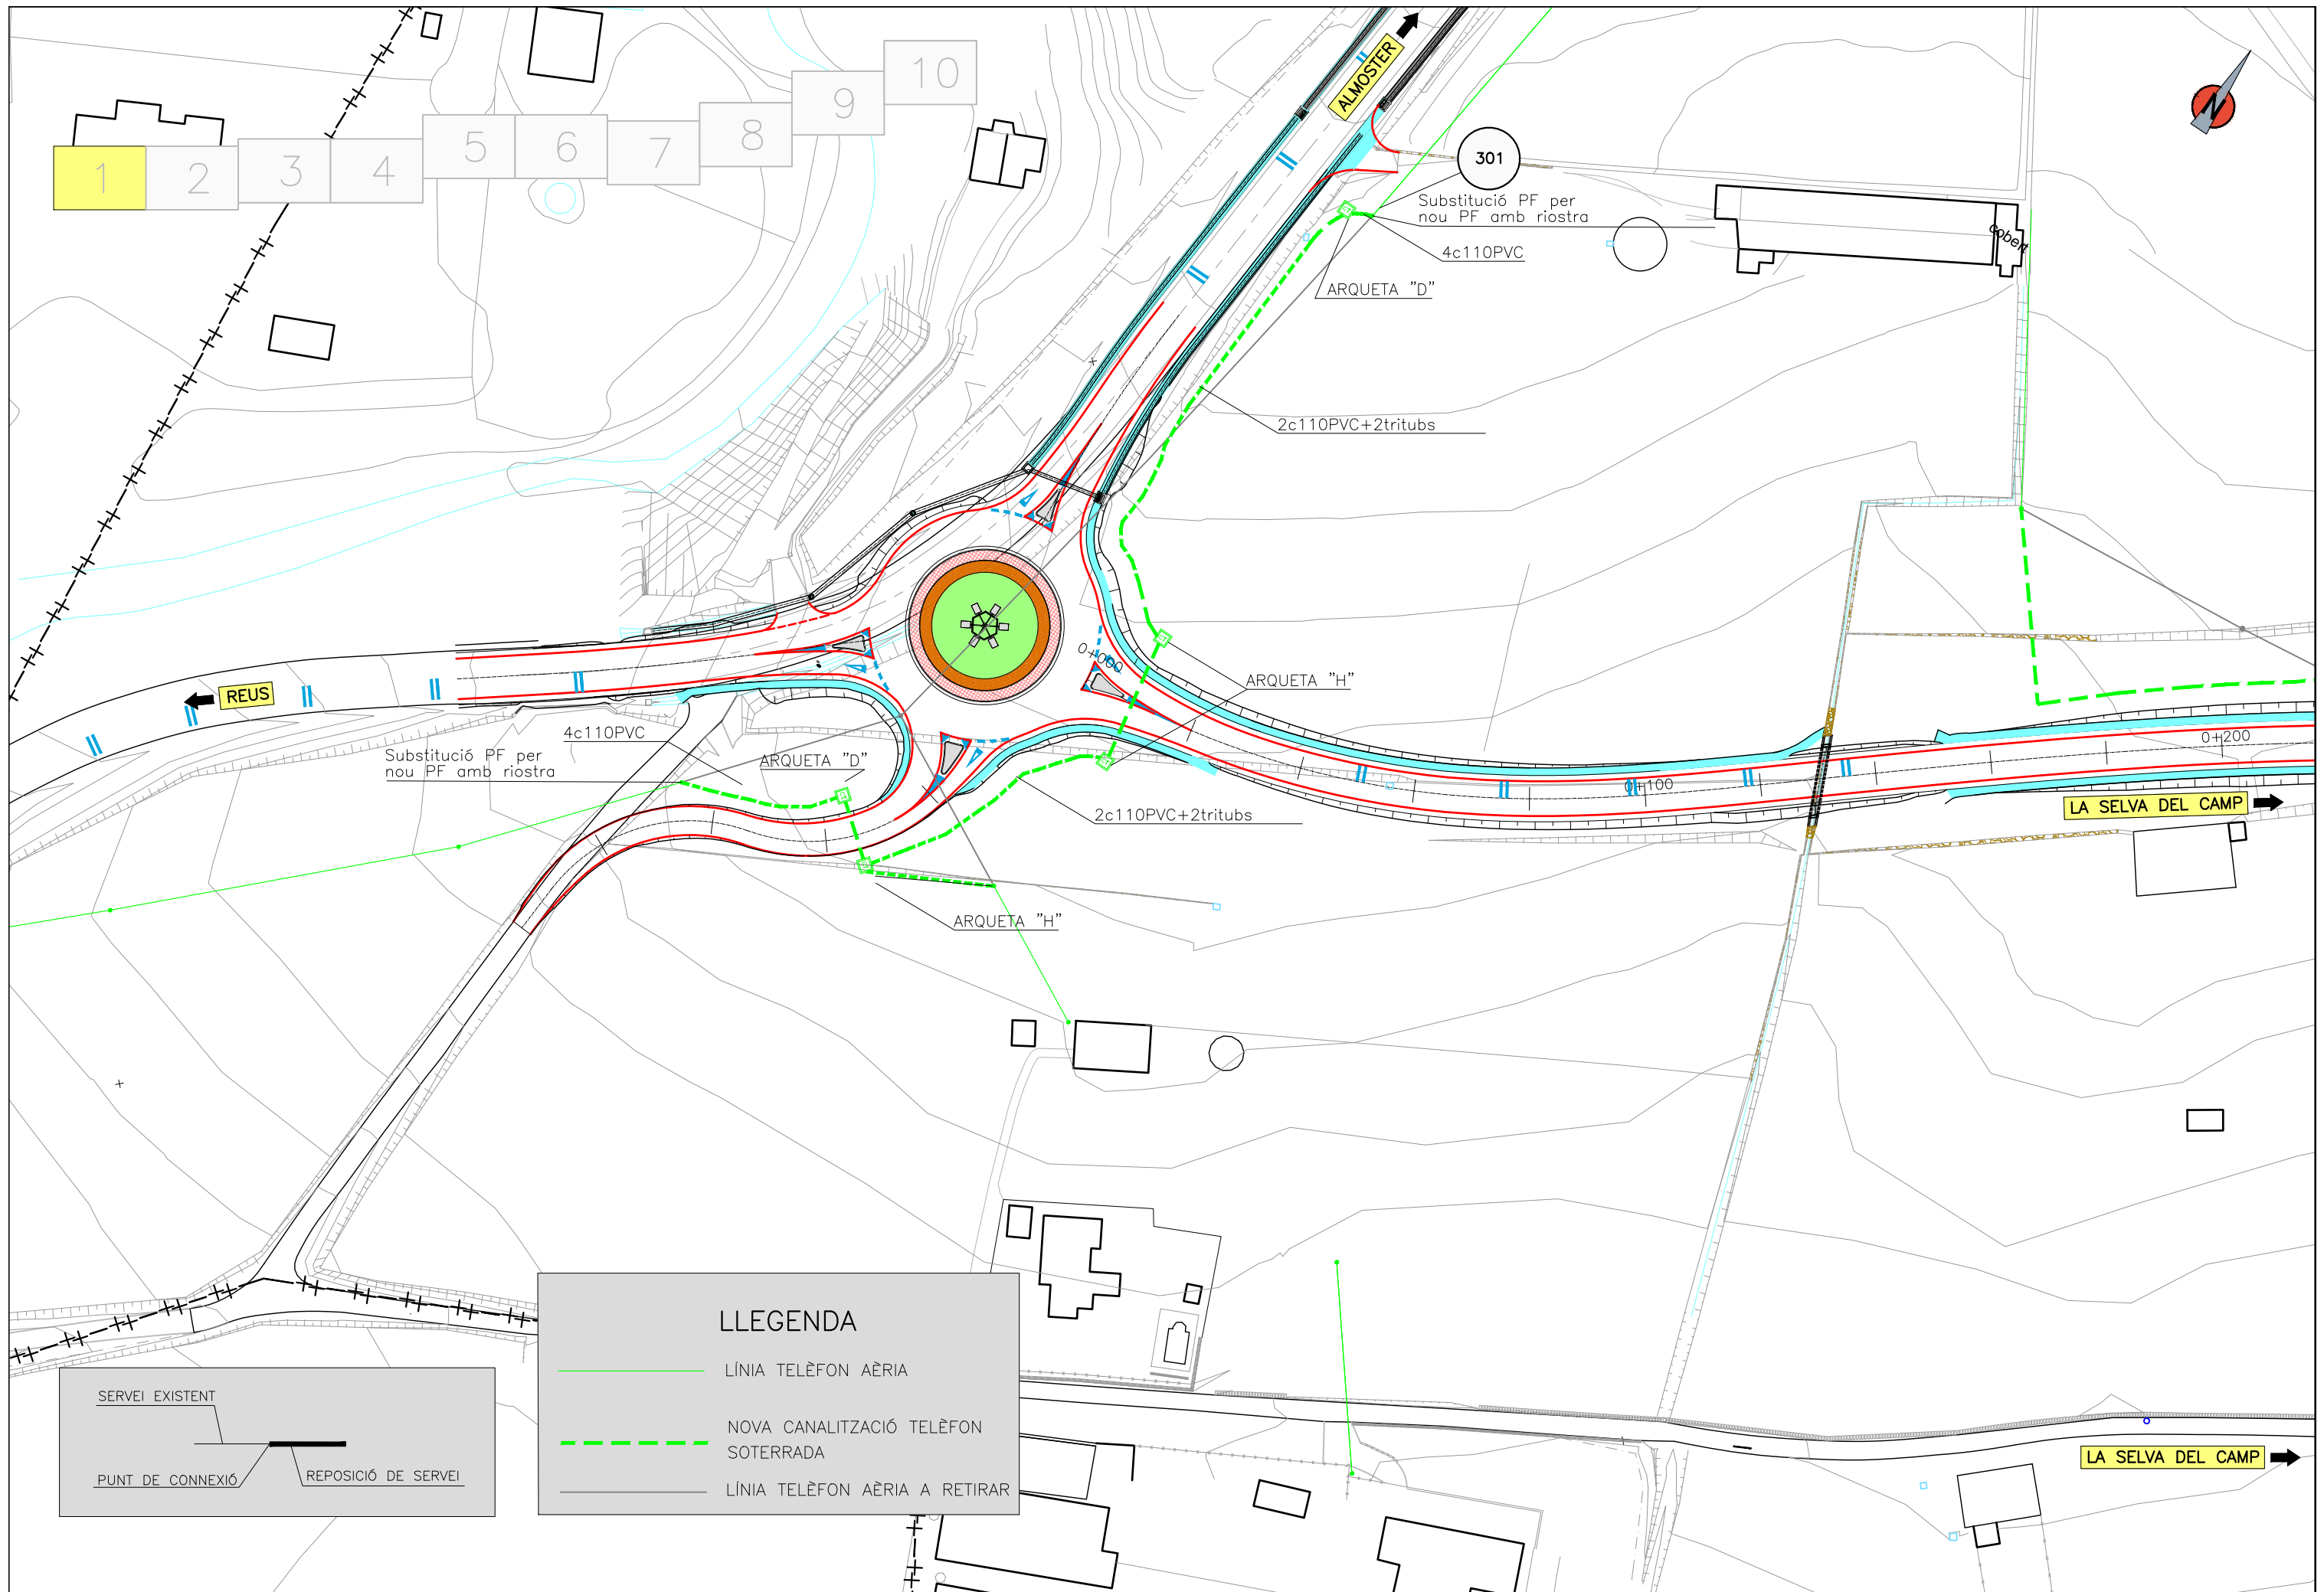 10
9
8
7
6
5
4
3
2
1
ALMOSTER
N
301
Substitució PF per
nou PF amb riostra
4c110PVC
ARQUETA "D"
cobert
2c110PVC+2tritubs
0+000
ARQUETA "H"
REUS
4c110PVC
Substitució PF per
nou PF amb riostra
ARQUETA "D"
0+200
0+100
LA SELVA DEL CAMP
2c110PVC+2tritubs
ARQUETA "H"
LLEGENDA
LÍNIA TELÈFON AÈRIA
NOVA CANALITZACIÓ TELÈFON
SOTERRADA
LÍNIA TELÈFON AÈRIA A RETIRAR
SERVEI EXISTENT
PUNT DE CONNEXIÓ
REPOSICIÓ DE SERVEI
LA SELVA DEL CAMP